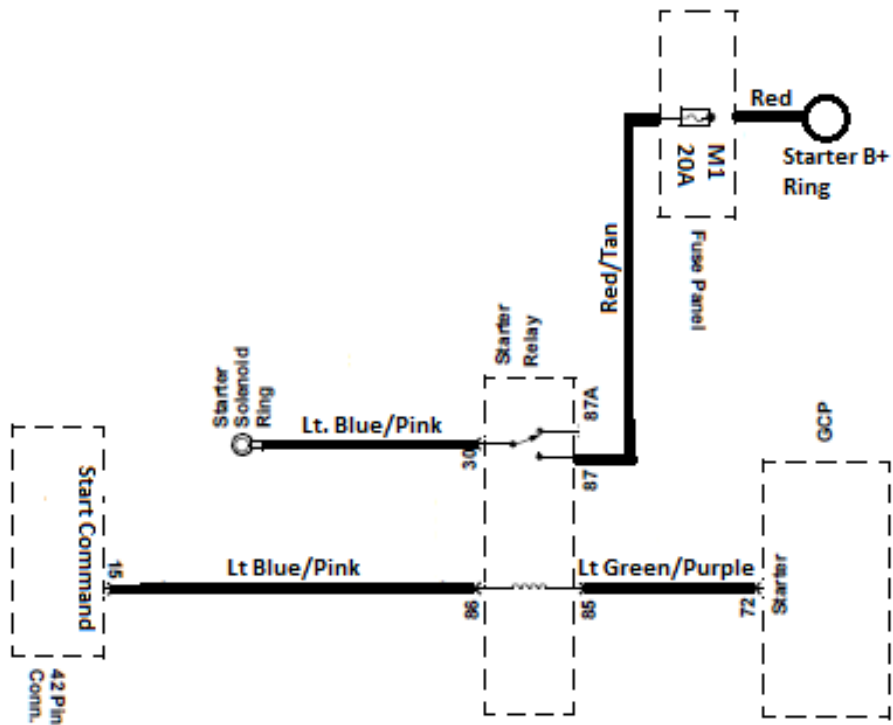 Red
Starter B+
Ring
M1
20A
Fuse Panel
Red/Tan
Starter
Relay
Starter
Solenoid
Ring
Lt. Blue/Pink
30
87A
87
GCP
Start Command
15
Lt Blue/Pink
86
85
Lt Green/Purple
72
Starter
42 Pin
Conn.